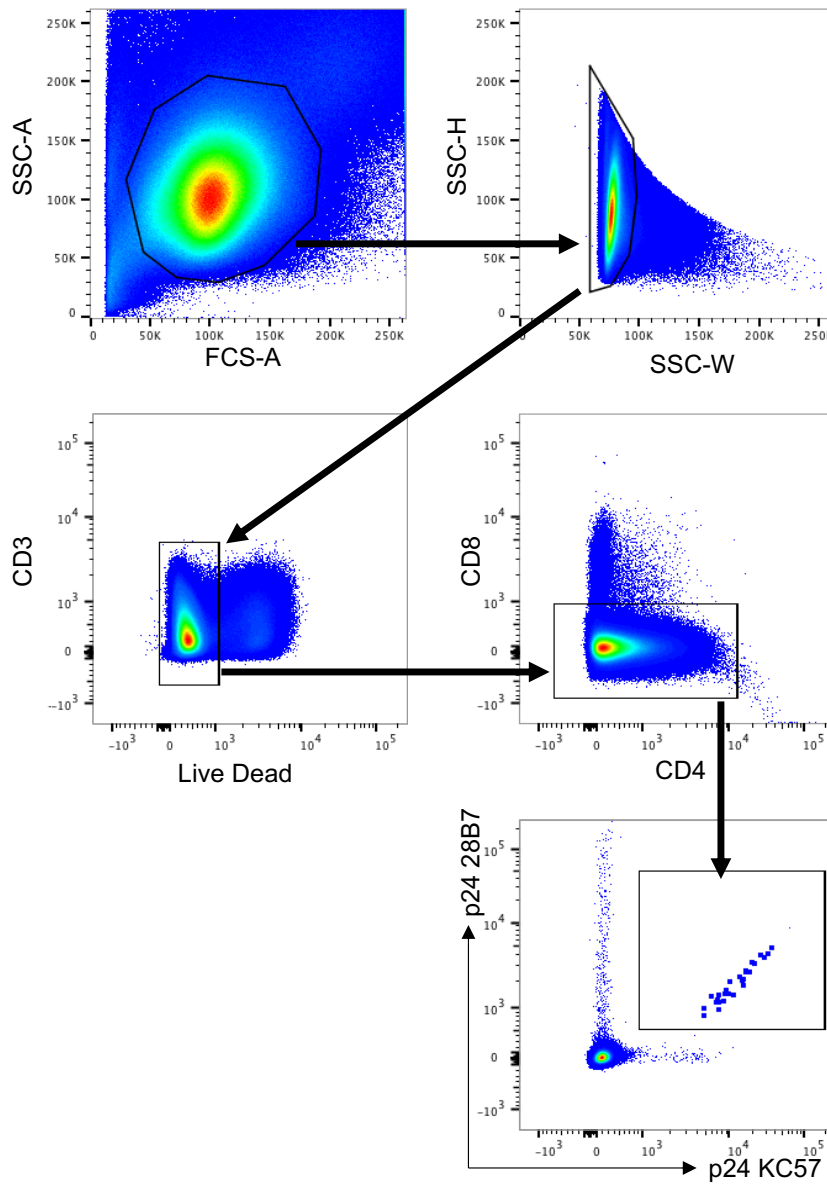 SSC-A
250K
200K
150K
100K
50K
0
0 50K 100K 150K 200K 250K
FCS-A
SSC-H
250K
200K
150K
100K
50K
0
0 50K 100K 150K 200K 250
SSC-W
CD3
10⁵
10⁴
10³
0
-10³
-10³ 0 10³ 10⁴ 10⁵
Live Dead
CD8
10⁵
10⁴
10³
0
-10³
-10³ 0 10³ 10⁴ 10⁵
CD4
p24 28B7
10⁵
10⁴
10³
0
-10³
-10³ 0 10³ 10⁴ 10⁵
p24 KC57